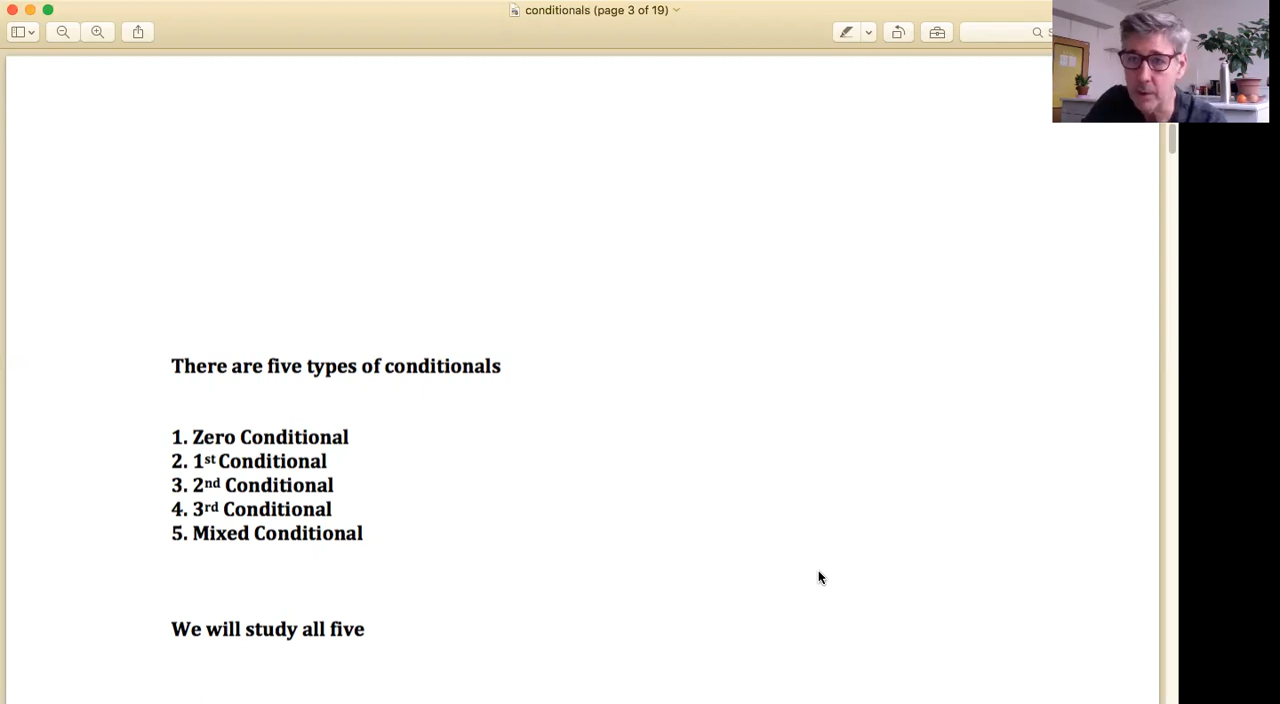 conditionals (page 3 of 19)
There are five types of conditionals
1. Zero Conditional
2. 1st Conditional
3. 2nd Conditional
4. 3rd Conditional
5. Mixed Conditional
We will study all five